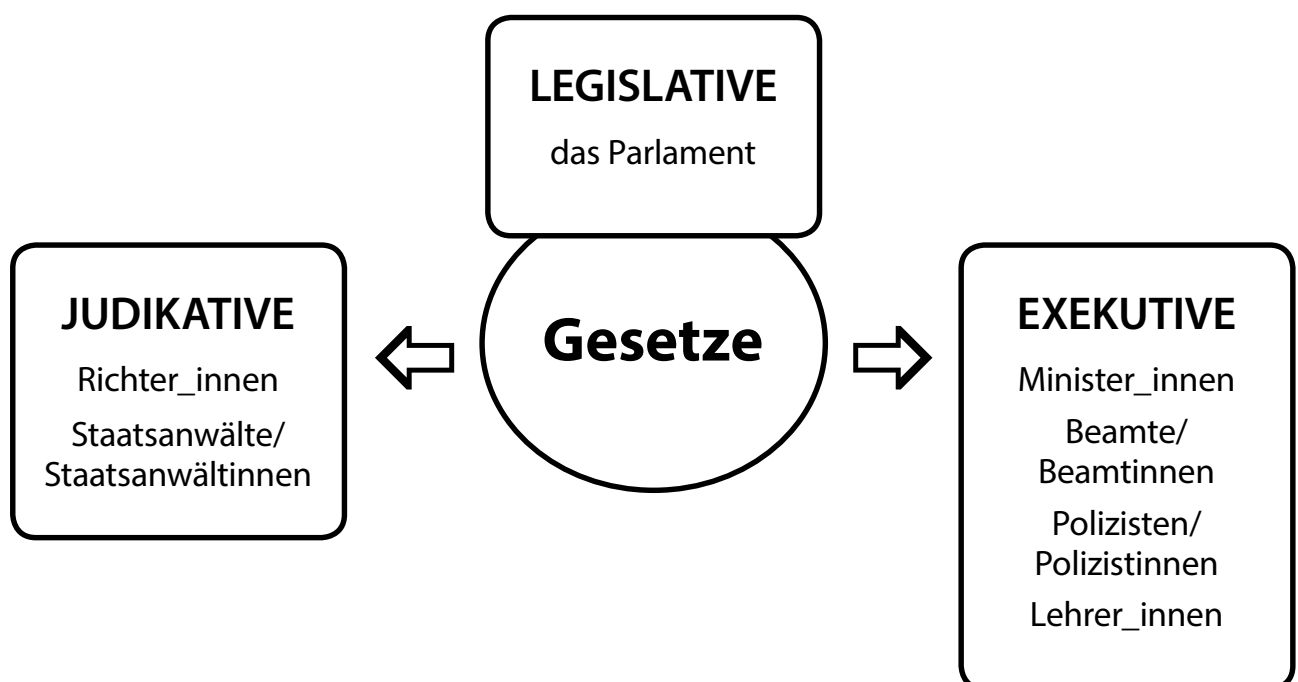 LEGISLATIVE
das Parlament
Gesetze
JUDIKATIVE
Richter_innen
Staatsanwälte/
Staatsanwältinnen
EXEKUTIVE
Minister_innen
Beamte/
Beamtinnen
Polizisten/
Polizistinnen
Lehrer_innen